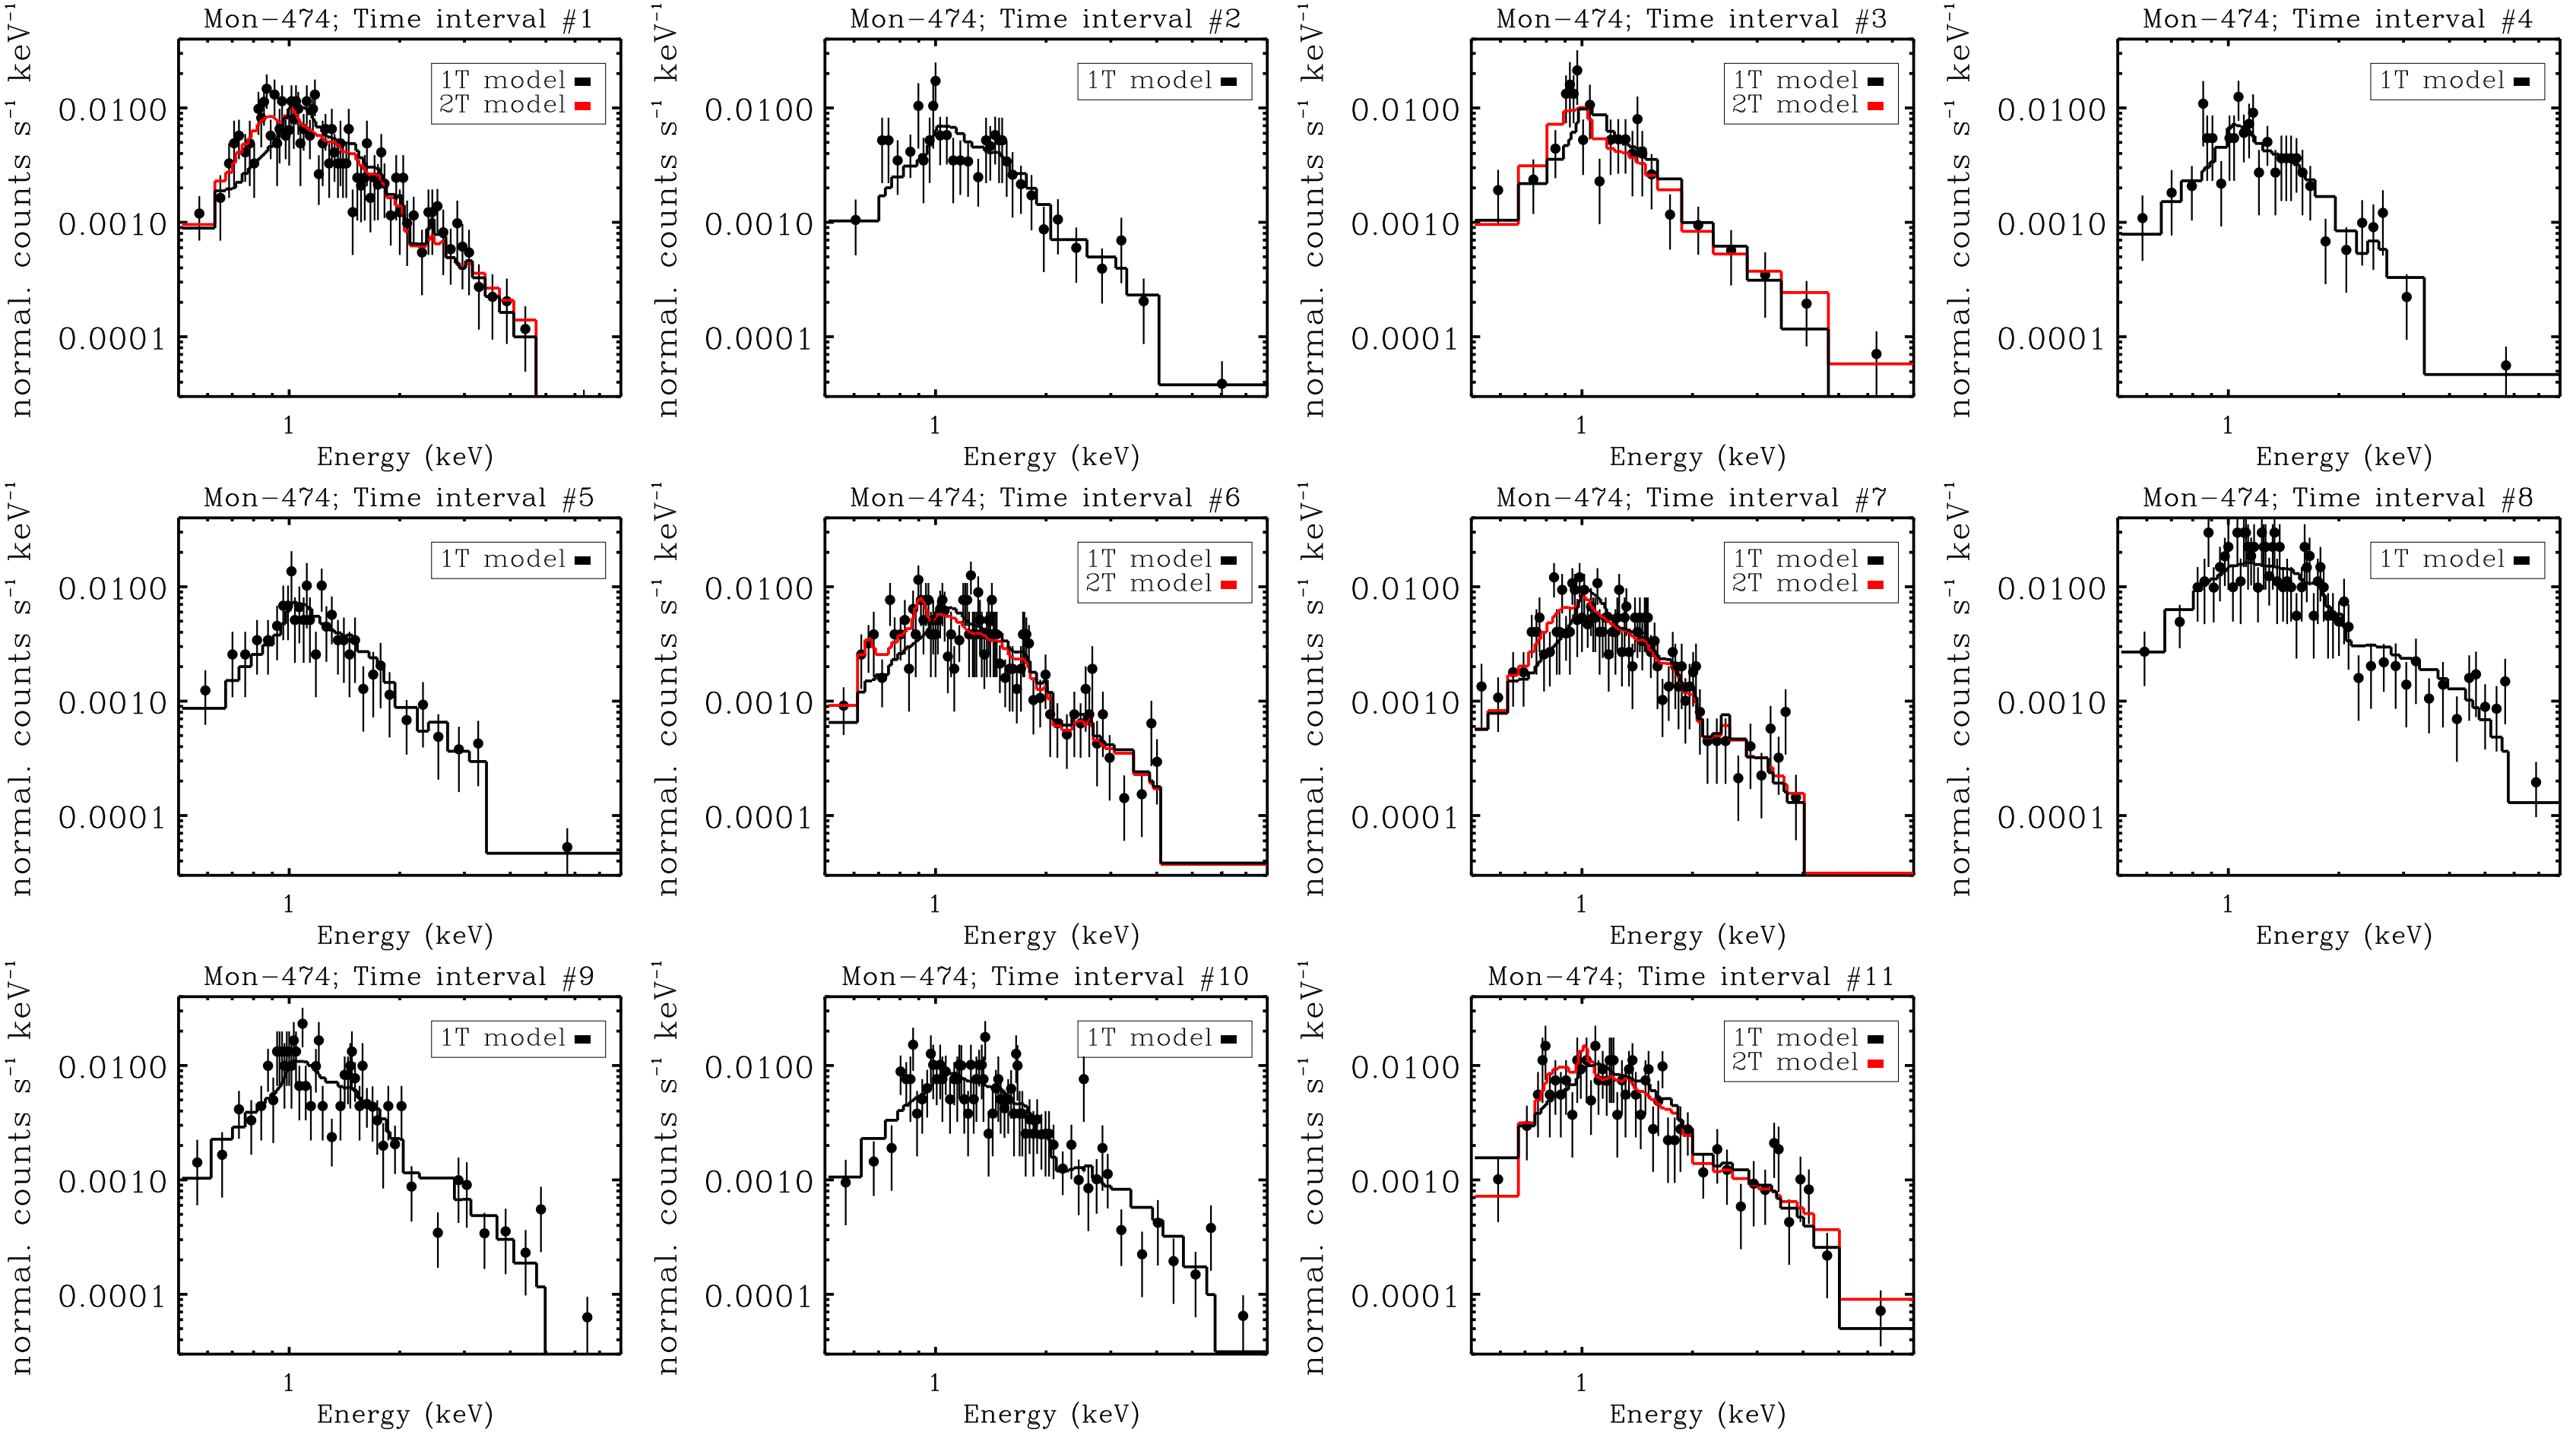 Mon-474; Time interval #1
normal. counts s⁻¹ keV⁻¹
1T model
2T model
0.0100
0.0010
0.0001
1
Energy (keV)
Mon-474; Time interval #2
normal. counts s⁻¹ keV⁻¹
1T model
0.0100
0.0010
0.0001
1
Energy (keV)
Mon-474; Time interval #3
normal. counts s⁻¹ keV⁻¹
1T model
2T model
0.0100
0.0010
0.0001
1
Energy (keV)
Mon-474; Time interval #4
normal. counts s⁻¹ keV⁻¹
1T model
0.0100
0.0010
0.0001
1
Energy (keV)
Mon-474; Time interval #5
normal. counts s⁻¹ keV⁻¹
1T model
0.0100
0.0010
0.0001
1
Energy (keV)
Mon-474; Time interval #6
normal. counts s⁻¹ keV⁻¹
1T model
2T model
0.0100
0.0010
0.0001
1
Energy (keV)
Mon-474; Time interval #7
normal. counts s⁻¹ keV⁻¹
1T model
2T model
0.0100
0.0010
0.0001
1
Energy (keV)
Mon-474; Time interval #8
normal. counts s⁻¹ keV⁻¹
1T model
0.0100
0.0010
0.0001
1
Energy (keV)
Mon-474; Time interval #9
normal. counts s⁻¹ keV⁻¹
1T model
0.0100
0.0010
0.0001
1
Energy (keV)
Mon-474; Time interval #10
normal. counts s⁻¹ keV⁻¹
1T model
0.0100
0.0010
0.0001
1
Energy (keV)
Mon-474; Time interval #11
normal. counts s⁻¹ keV⁻¹
1T model
2T model
0.0100
0.0010
0.0001
1
Energy (keV)